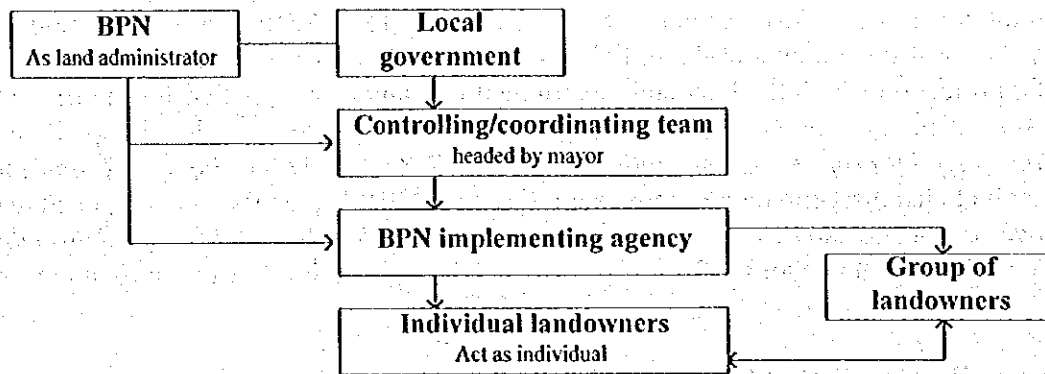 BPN
As land administrator
Local
government
Controlling/coordinating team
headed by mayor
BPN implementing agency
Group of
landowners
Individual landowners
Act as individual